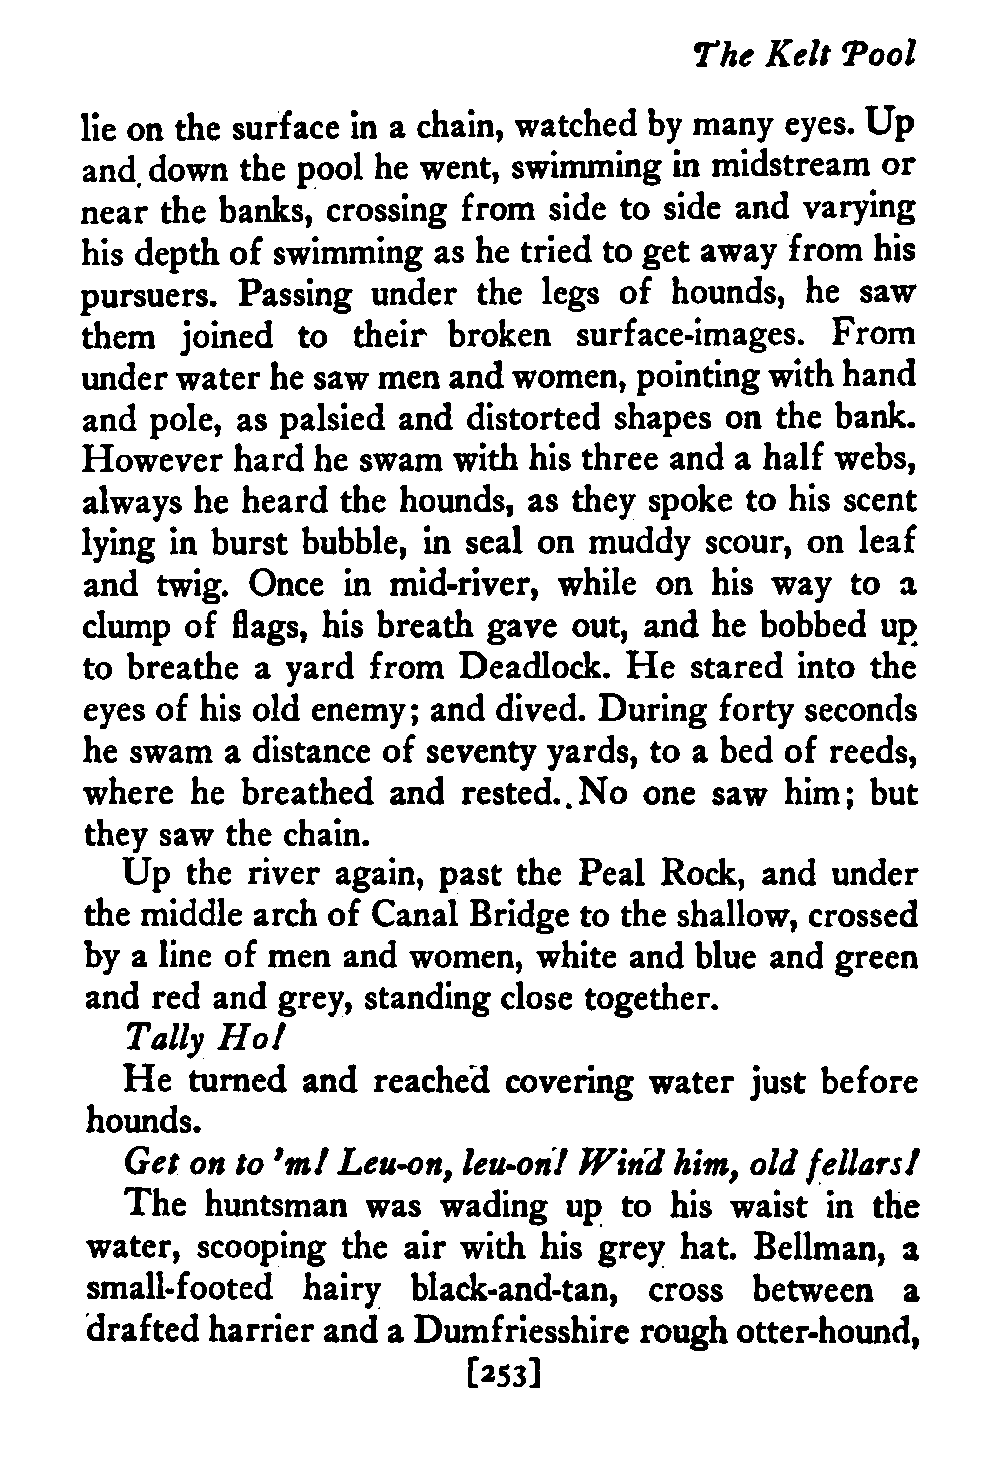 The Kelt Pool
lie on the surface in a chain, watched by many eyes. Up
and down the pool he went, swimming in midstream or
near the banks, crossing from side to side and varying
his depth of swimming as he tried to get away from his
pursuers. Passing under the legs of hounds, he saw
them joined to their broken surface-images. From
under water he saw men and women, pointing with hand
and pole, as palsied and distorted shapes on the bank.
However hard he swam with his three and a half webs,
always he heard the hounds, as they spoke to his scent
lying in burst bubble, in seal on muddy scour, on leaf
and twig. Once in mid-river, while on his way to a
clump of flags, his breath gave out, and he bobbed up
to breathe a yard from Deadlock. He stared into the
eyes of his old enemy; and dived. During forty seconds
he swam a distance of seventy yards, to a bed of reeds,
where he breathed and rested. No one saw him; but
they saw the chain.
Up the river again, past the Peal Rock, and under
the middle arch of Canal Bridge to the shallow, crossed
by a line of men and women, white and blue and green
and red and grey, standing close together.
Tally Ho!
He turned and reached covering water just before
hounds.
Get on to 'm! Leu-on, leu-on! Wind him, old fellars!
The huntsman was wading up to his waist in the
water, scooping the air with his grey hat. Bellman, a
small-footed hairy black-and-tan, cross between a
drafted harrier and a Dumfriesshire rough otter-hound,
[253]